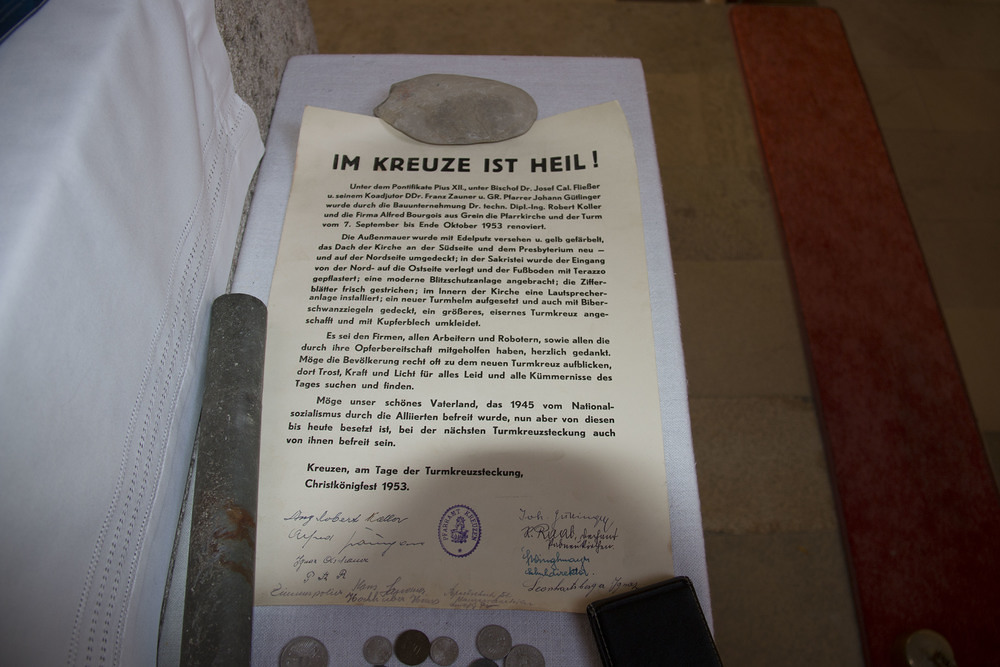 IM KREUZE IST HEIL!
Unter dem Pontifikate Pius XII., unter Bischof Dr. Josef Cal. Fließer
u. seinem Koadjutor DDr. Franz Zauner u. GR. Pfarrer Johann Güllinger
wurde durch die Bauunternehmung Dr. techn. Dipl.-Ing. Robert Koller
und die Firma Alfred Bourgois aus Grein die Pfarrkirche und der Turm
vom 7. September bis Ende Oktober 1953 renoviert.
Die Außenmauer wurde mit Edelputz versehen u. gelb gefärbelt,
das Dach der Kirche an der Südseite und dem Presbyterium neu —
und auf der Nordseite umgedeckt; in der Sakristei wurde der Eingang
von der Nord- auf die Ostseite verlegt und der Fußboden mit Terazzo
gepflastert; eine moderne Blitzschutzanlage angebracht; die Ziffer-
blätter frisch gestrichen; im Innern der Kirche eine Lautsprecher-
anlage installiert; ein neuer Turmhelm aufgesetzt und auch mit Biber-
schwanzziegeln gedeckt, ein größeres, eisernes Turmkreuz ange-
schafft und mit Kupferblech umkleidet.
Es sei den Firmen, allen Arbeitern und Robotern, sowie allen die
durch ihre Opferbereitschaft mitgeholfen haben, herzlich gedankt.
Möge die Bevölkerung recht oft zu dem neuen Turmkreuz aufblicken,
dort Trost, Kraft und Licht für alles Leid und alle Kümmernisse des
Tages suchen und finden.
Möge unser schönes Vaterland, das 1945 vom National-
sozialismus durch die Alliierten befreit wurde, nun aber von diesen
bis heute besetzt ist, bei der nächsten Turmkreuzsteckung auch
von ihnen befreit sein.
Kreuzen, am Tage der Turmkreuzsteckung,
Christkönigfest 1953.
Robert Koller
PFARRAMT KREUZEN
K. Raab,